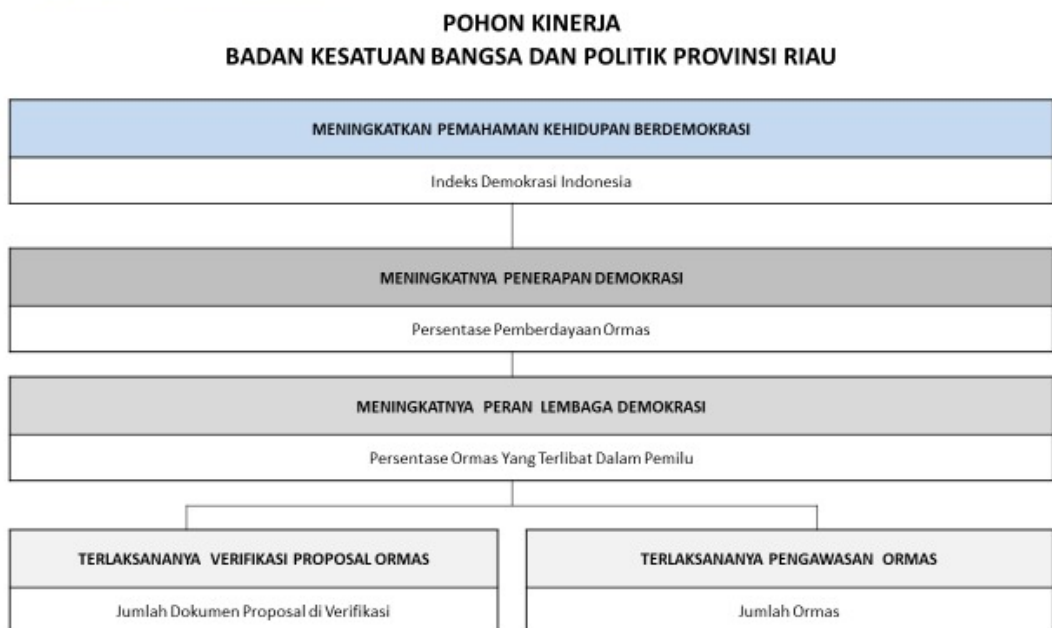 POHON KINERJA
BADAN KESATUAN BANGSA DAN POLITIK PROVINSI RIAU
MENINGKATKAN PEMAHAMAN KEHIDUPAN BERDEMOKRASI
Indeks Demokrasi Indonesia
MENINGKATNYA PENERAPAN DEMOKRASI
Persentase Pemberdayaan Ormas
MENINGKATNYA PERAN LEMBAGA DEMOKRASI
Persentase Ormas Yang Terlibat Dalam Pemilu
TERLAKSANANYA VERIFIKASI PROPOSAL ORMAS
Jumlah Dokumen Proposal di Verifikasi
TERLAKSANANYA PENGAWASAN ORMAS
Jumlah Ormas